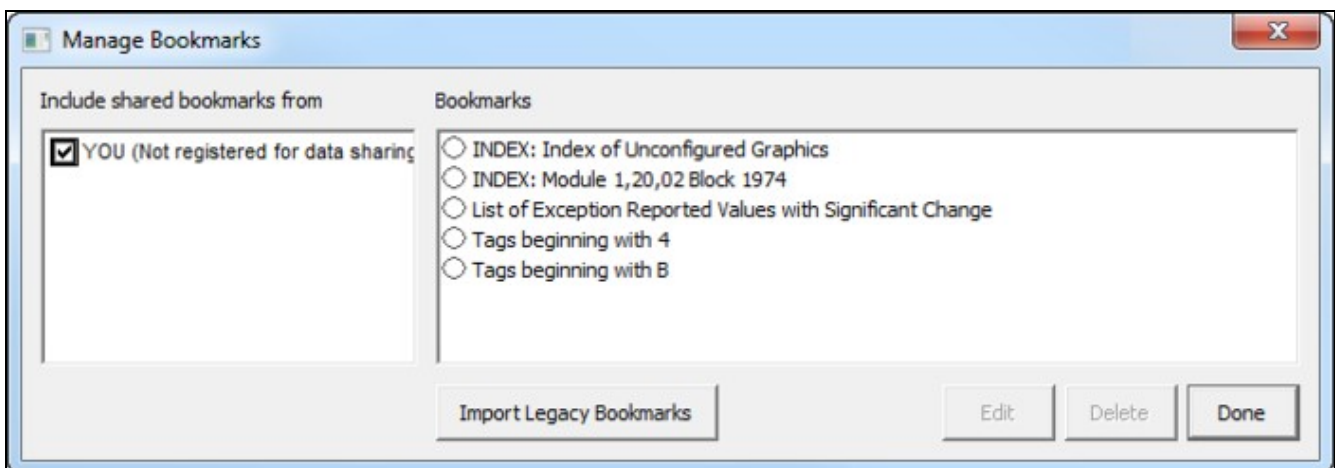 Manage Bookmarks
Include shared bookmarks from
Bookmarks
YOU (Not registered for data sharing
INDEX: Index of Unconfigured Graphics
INDEX: Module 1,20,02 Block 1974
List of Exception Reported Values with Significant Change
Tags beginning with 4
Tags beginning with B
Import Legacy Bookmarks
Edit
Delete
Done